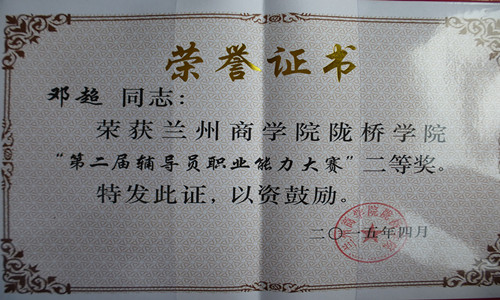 荣誉证书
邓超 同志：
荣获兰州商学院陇桥学院
“第二届辅导员职业能力大赛”二等奖。
特发此证，以资鼓励。
二〇一五年四月